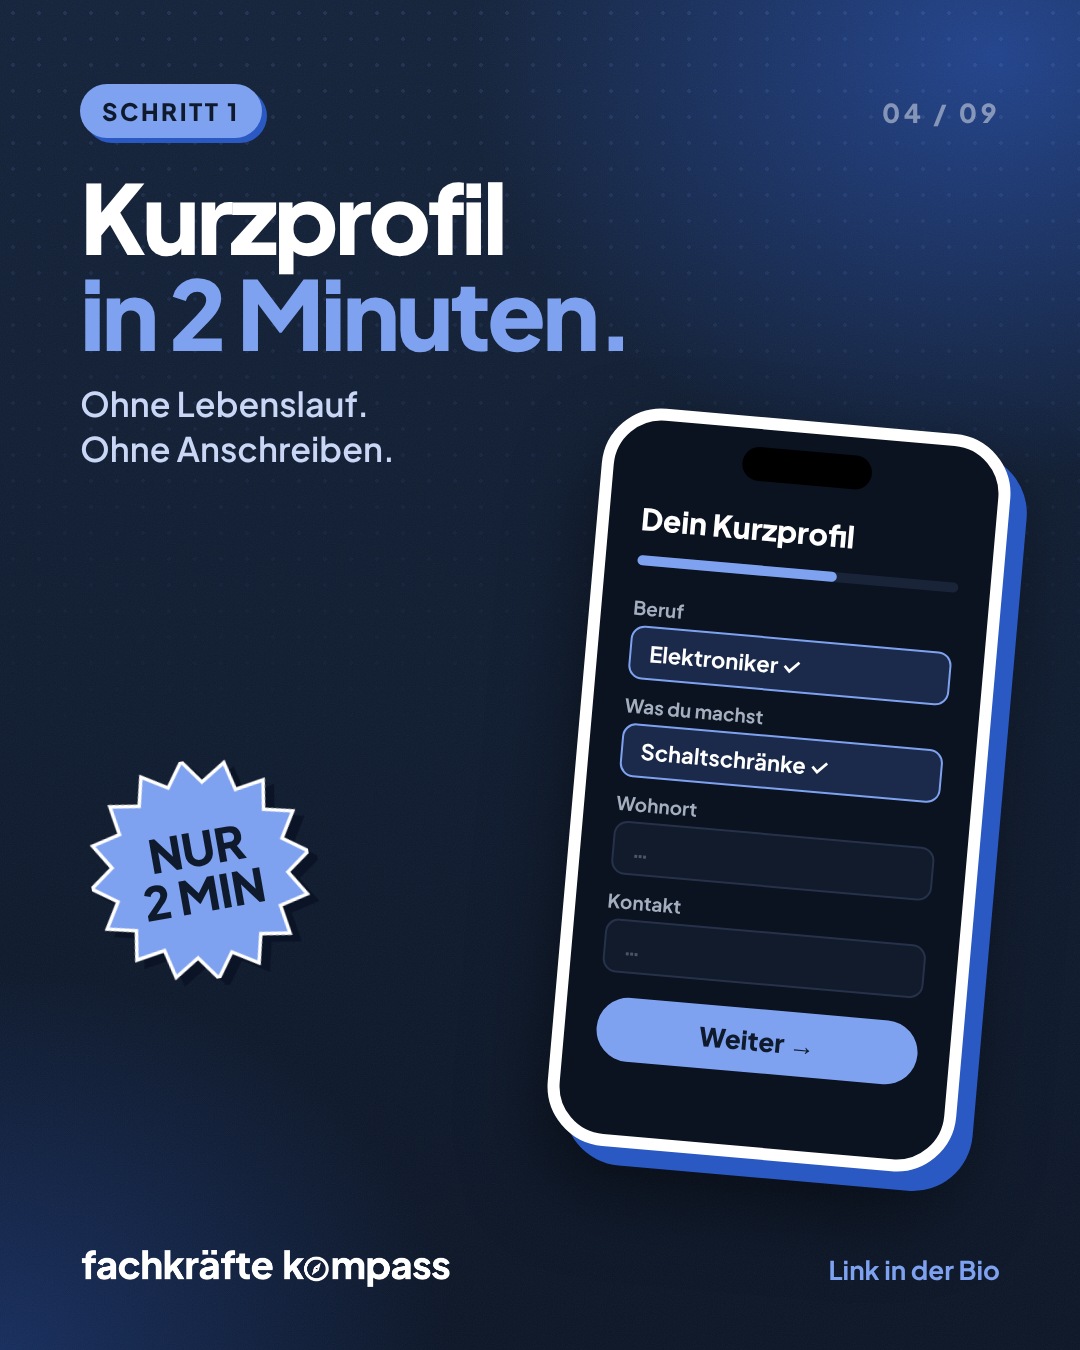 SCHRITT 1
04 / 09
Kurzprofil
in 2 Minuten.
Ohne Lebenslauf.
Ohne Anschreiben.
Dein Kurzprofil
Beruf
Elektroniker ✓
Was du machst
Schaltschränke ✓
Wohnort
...
Kontakt
...
Weiter →
NUR
2 MIN
fachkräfte kompass
Link in der Bio